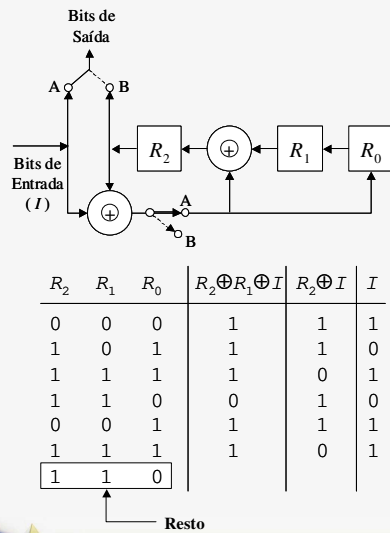 Bits de
Saída
A
B
Bits de
Entrada
( I )
R₂
⊕
R₁
R₀
⊕
A
B
R₂ R₁ R₀ R₂⊕R₁⊕I R₂⊕I I
0 0 0 1 1 1
1 0 1 1 1 0
1 1 1 1 0 1
1 1 0 0 1 0
0 0 1 1 1 1
1 1 1 1 0 1
1 1 0
Resto